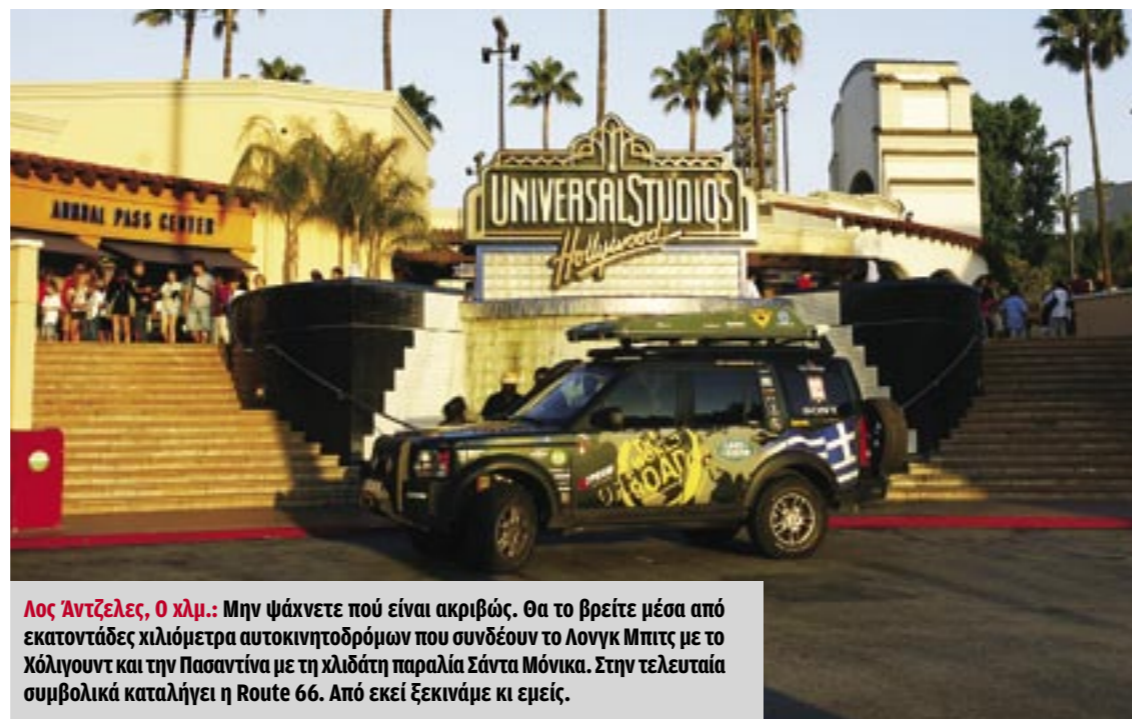 ANNUAL PASS CENTER
UNIVERSAL STUDIOS
Hollywood
SONY
ROAD
Λος Άντζελες, 0 χλμ.: Μην ψάχνετε πού είναι ακριβώς. Θα το βρείτε μέσα από
εκατοντάδες χιλιόμετρα αυτοκινητοδρόμων που συνδέουν το Λονγκ Μπιτς με το
Χόλιγουντ και την Πασαντίνα με τη χλιδάτη παραλία Σάντα Μόνικα. Στην τελευταία
συμβολικά καταλήγει η Route 66. Από εκεί ξεκινάμε κι εμείς.